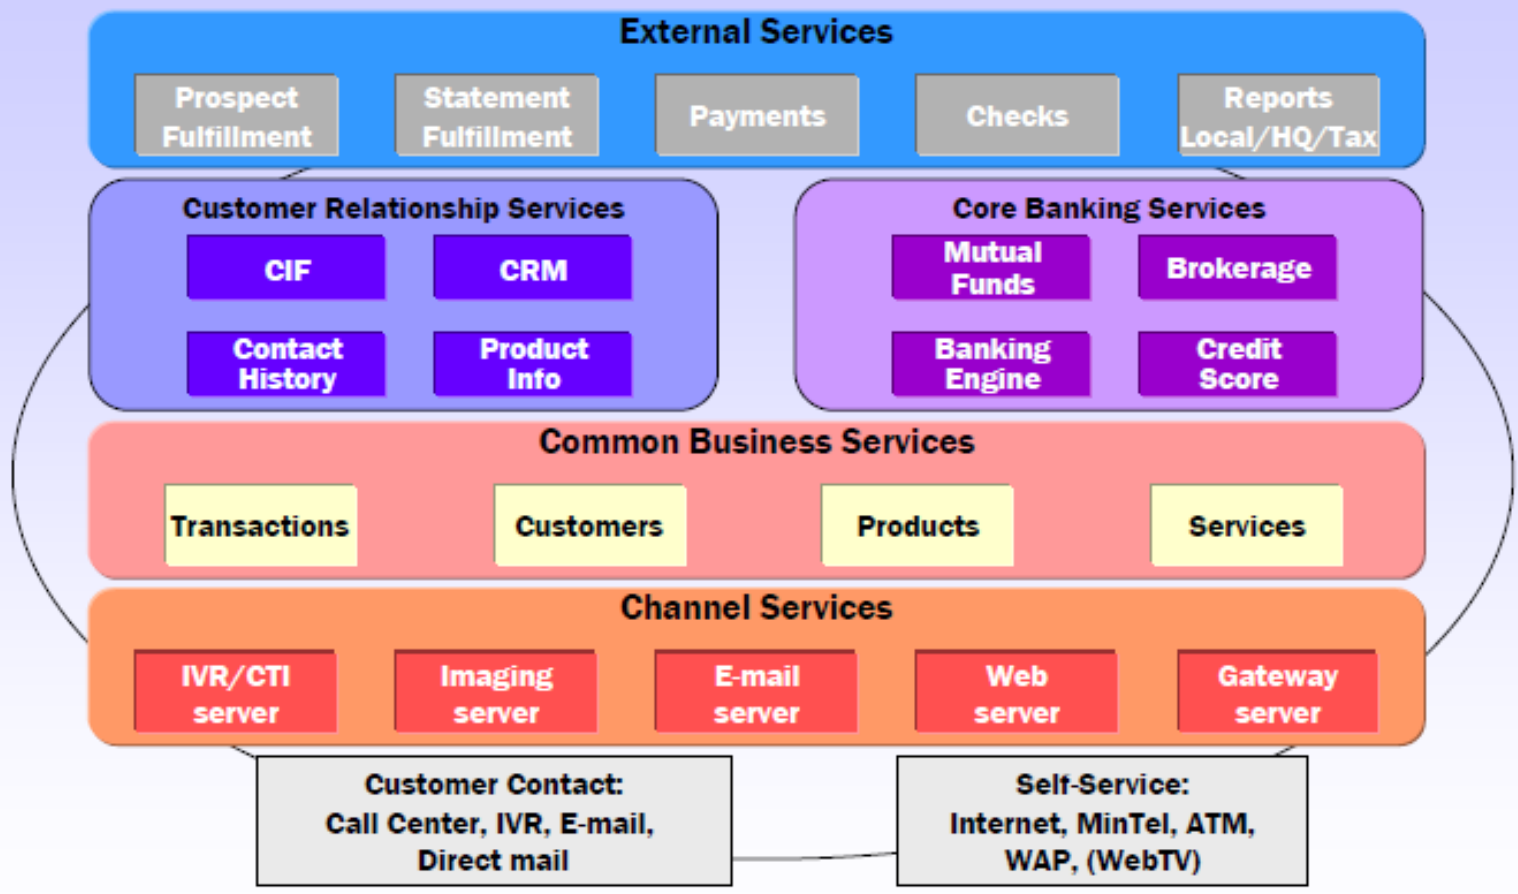 External Services
Prospect
Fulfillment
Statement
Fulfillment
Payments
Checks
Reports
Local/HQ/Tax
Customer Relationship Services
CIF
CRM
Contact
History
Product
Info
Core Banking Services
Mutual
Funds
Brokerage
Banking
Engine
Credit
Score
Common Business Services
Transactions
Customers
Products
Services
Channel Services
IVR/CTI
server
Imaging
server
E-mail
server
Web
server
Gateway
server
Customer Contact:
Call Center, IVR, E-mail,
Direct mail
Self-Service:
Internet, MinTel, ATM,
WAP, (WebTV)